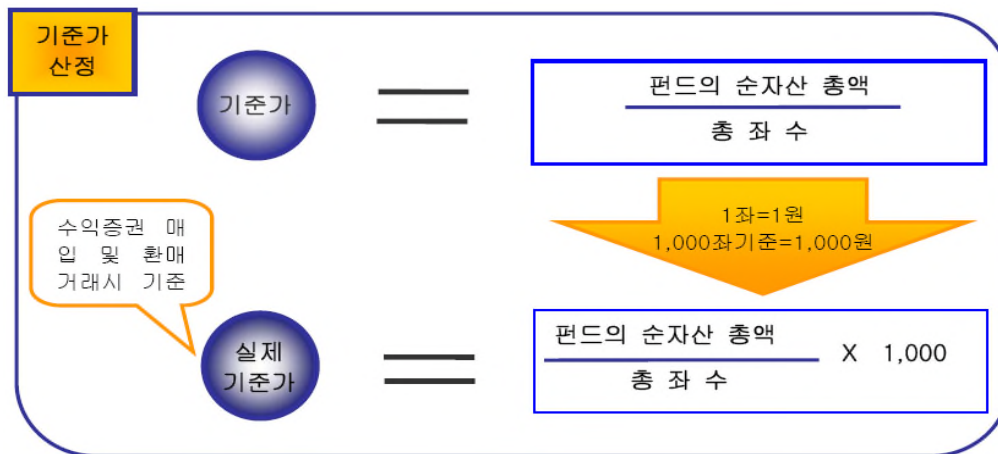 기준가
산정
기준가
펀드의 순자산 총액
총 좌 수
1좌=1원
1,000좌기준=1,000원
수익증권 매
입 및 환매
거래시 기준
실제
기준가
펀드의 순자산 총액
총 좌 수
X 1,000